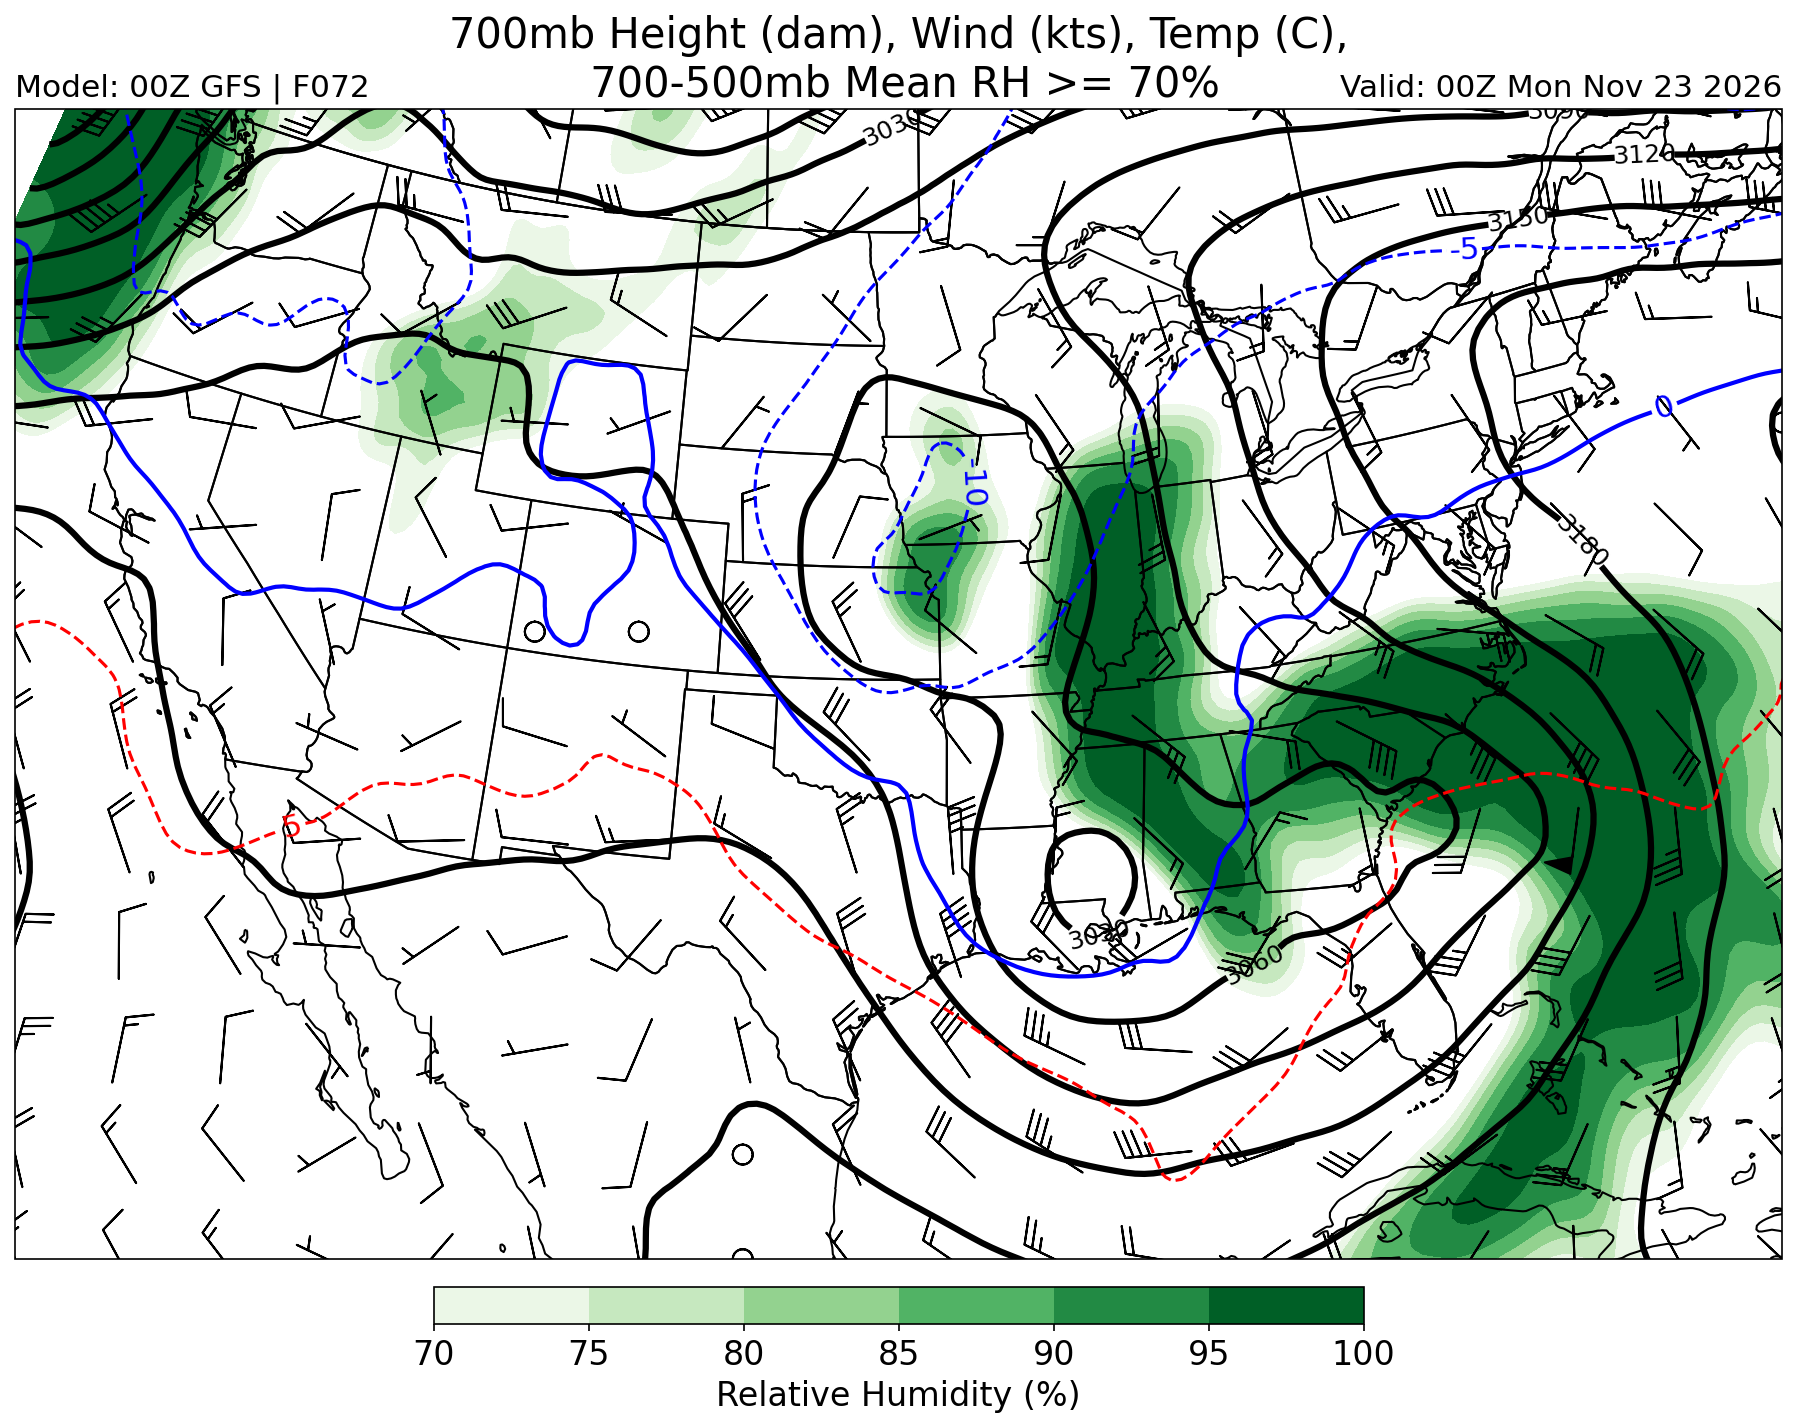 700mb Height (dam), Wind (kts), Temp (C),
Model: 00Z GFS | F072
700-500mb Mean RH >= 70%
Valid: 00Z Mon Nov 23 2026
3030
3090
3120
3150
-5
0
-10
3180
5
3030
3060
70 75 80 85 90 95 100
Relative Humidity (%)